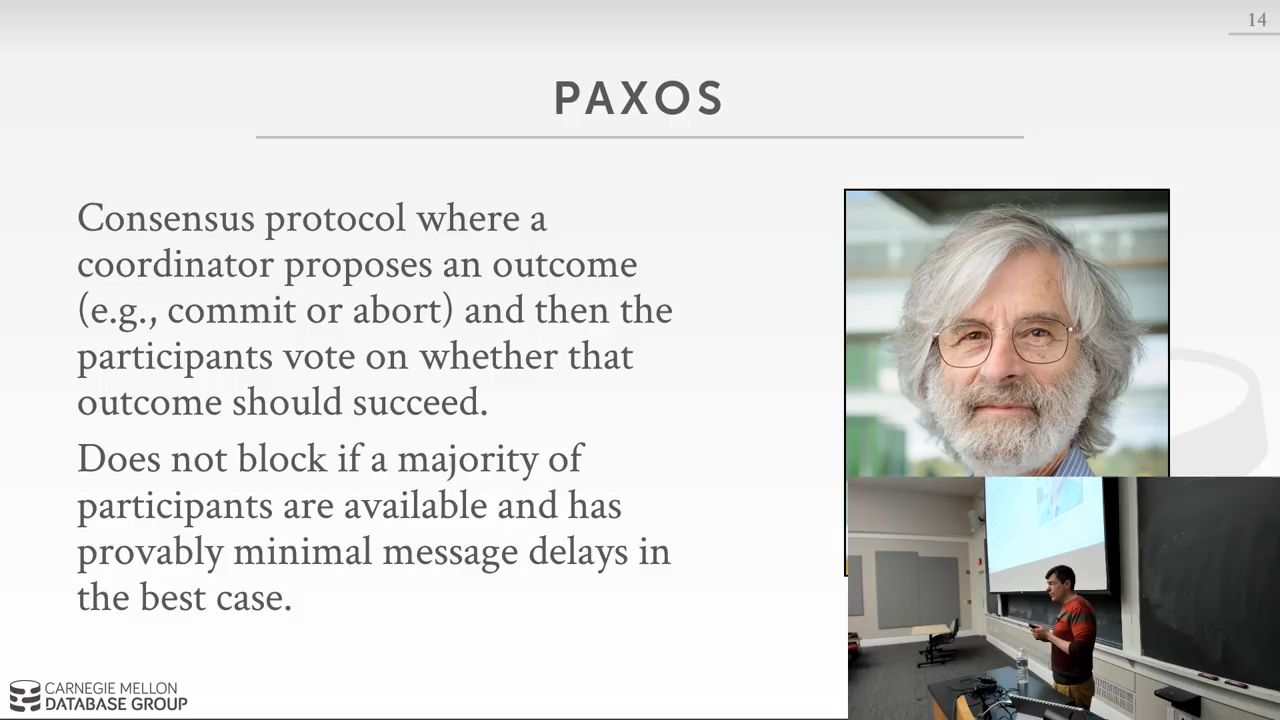 14
PAXOS
Consensus protocol where a
coordinator proposes an outcome
(e.g., commit or abort) and then the
participants vote on whether that
outcome should succeed.
Does not block if a majority of
participants are available and has
provably minimal message delays in
the best case.
CARNEGIE MELLON
DATABASE GROUP